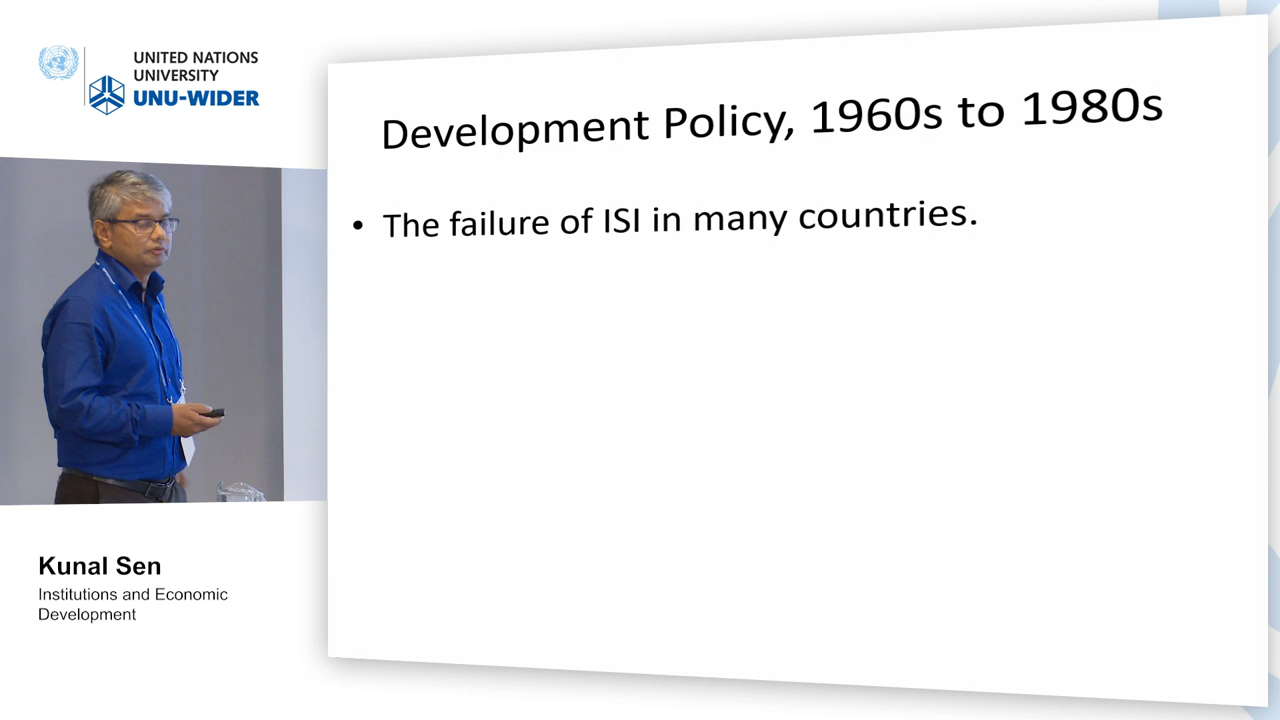 UNITED NATIONS
UNIVERSITY
UNU-WIDER
Development Policy, 1960s to 1980s
• The failure of ISI in many countries.
Kunal Sen
Institutions and Economic
Development